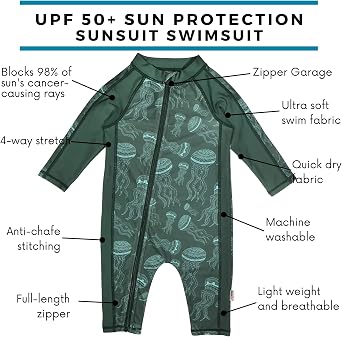 UPF 50+ SUN PROTECTION
SUNSUIT SWIMSUIT
Blocks 98% of
sun's cancer-
causing rays
Zipper Garage
Ultra soft
swim fabric
4-way stretch
Quick dry
fabric
Anti-chafe
stitching
Machine
washable
Full-length
zipper
Light weight
and breathable